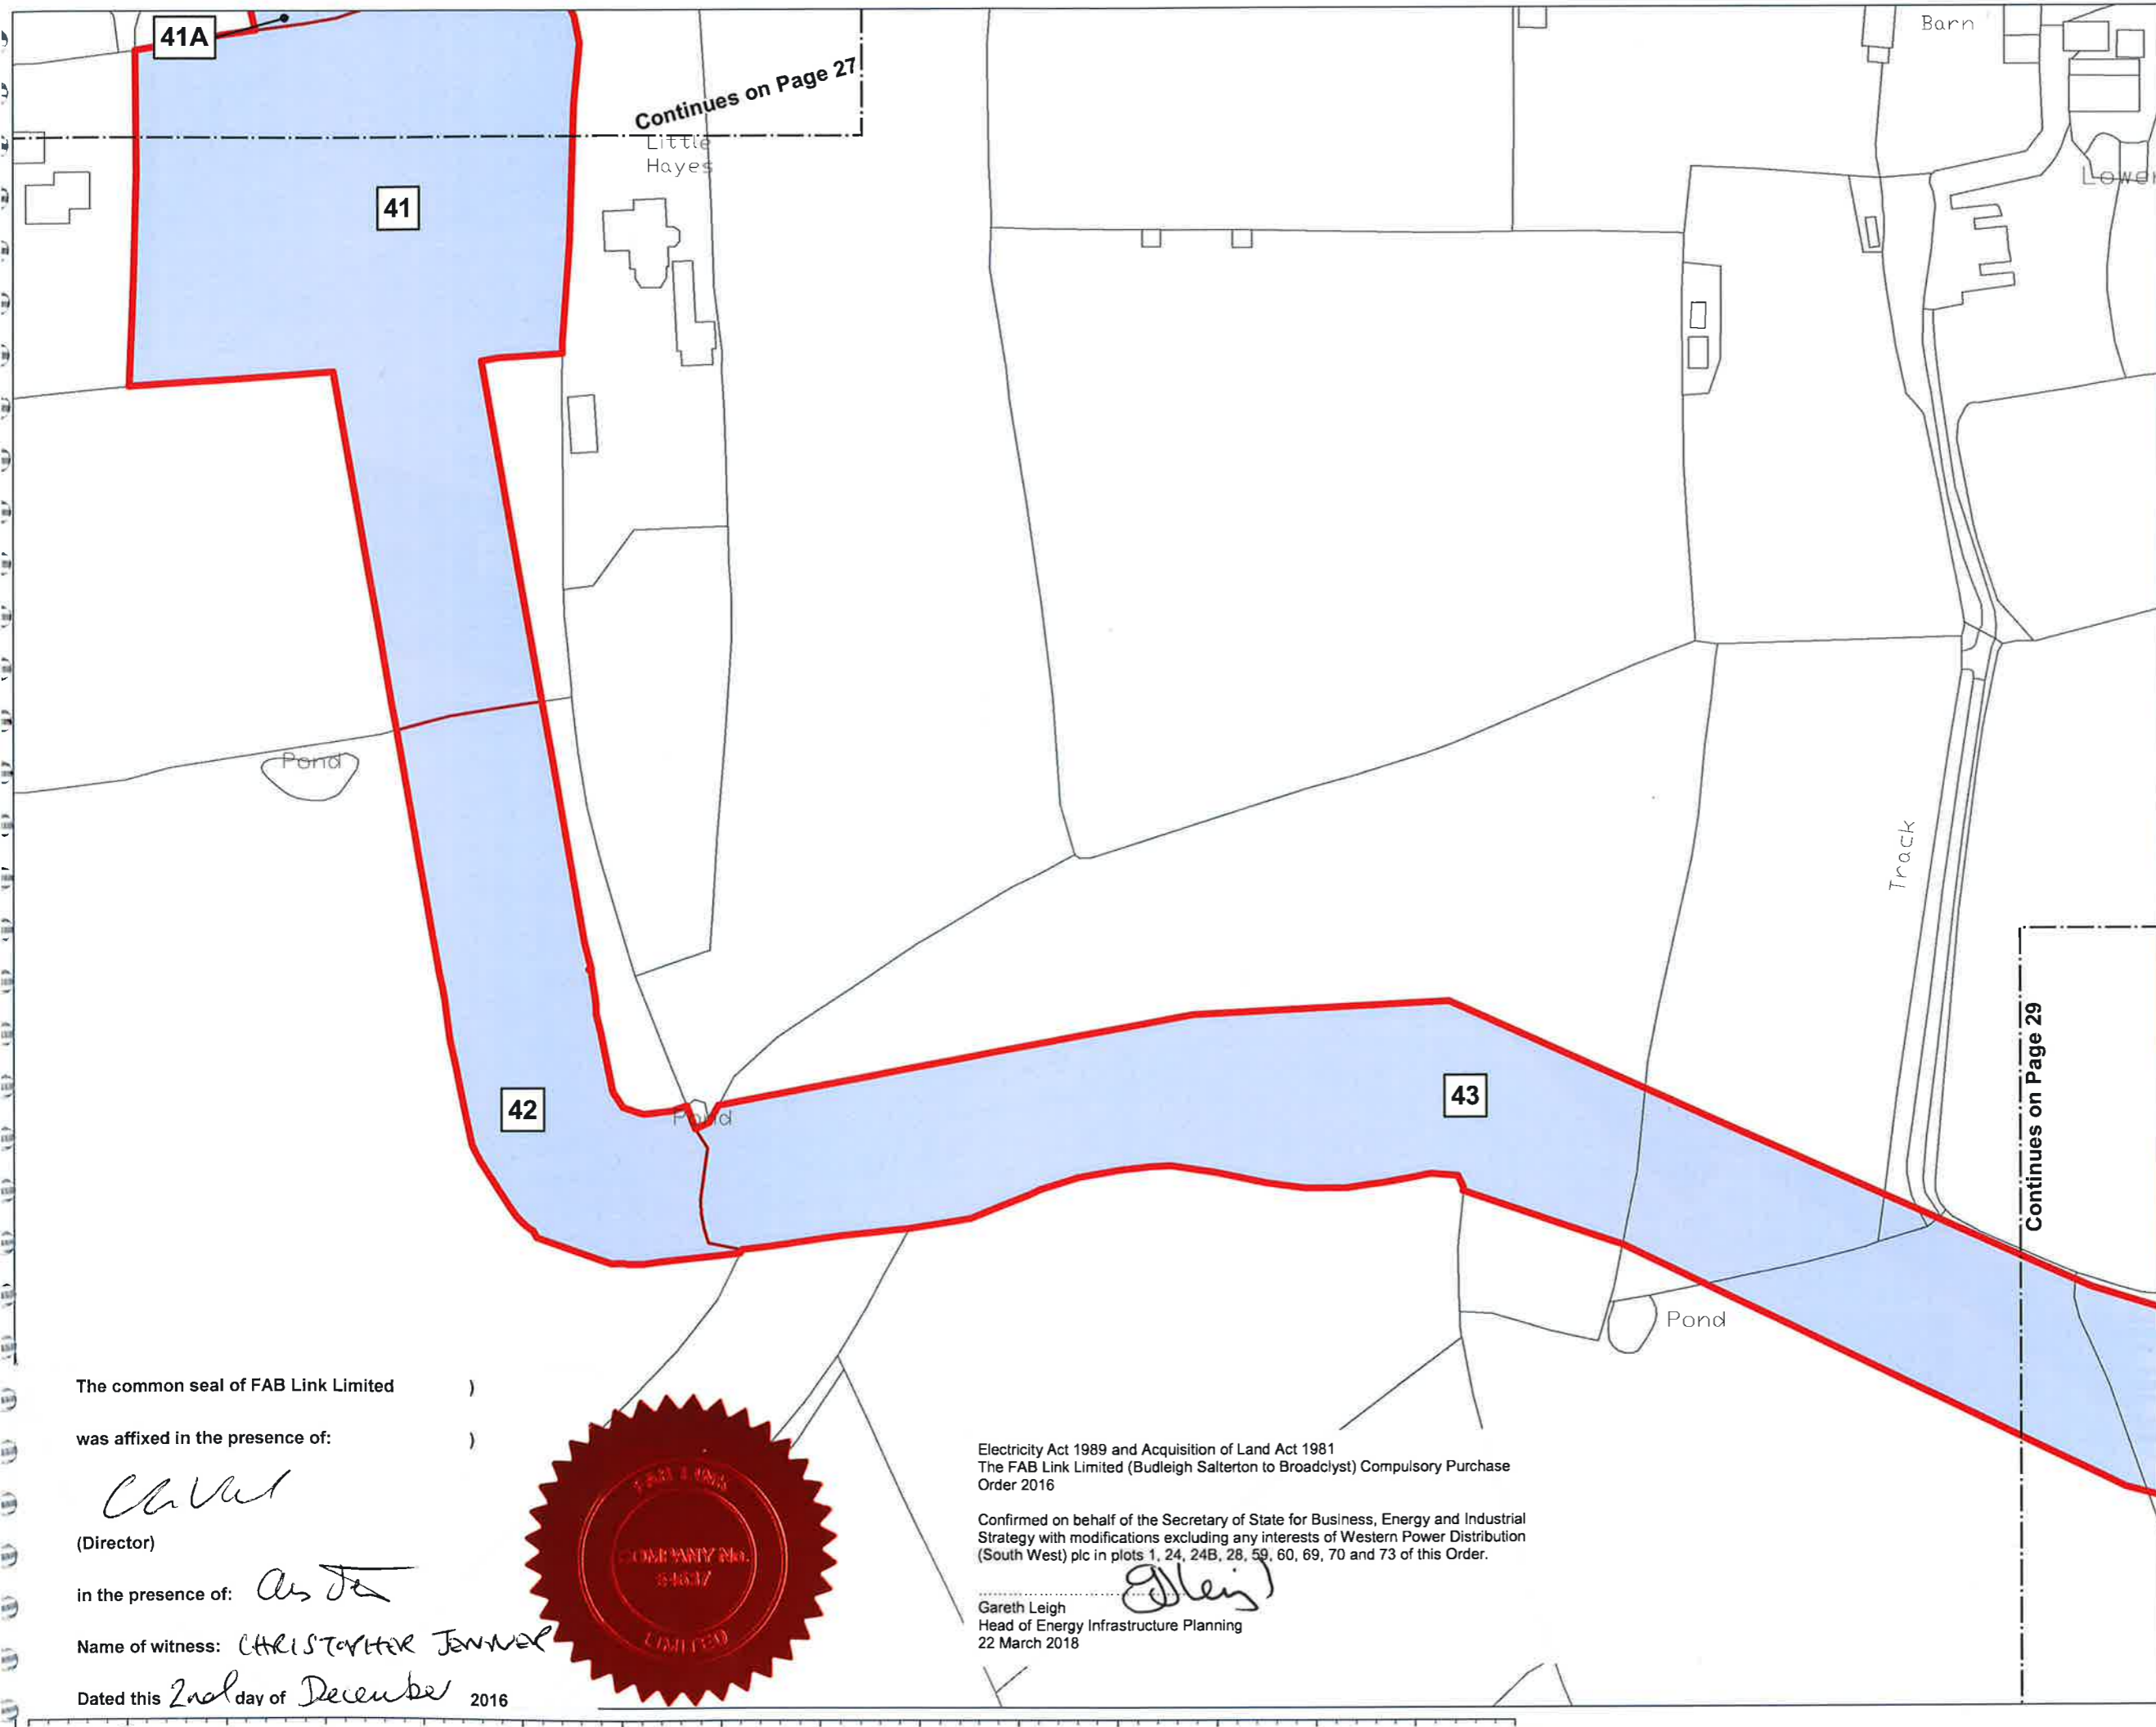 41A
Continues on Page 27
Barn
Little
Hayes
Lower
41
Pond
Track
Continues on Page 29
42
Pond
43
Pond
The common seal of FAB Link Limited )
was affixed in the presence of: )
(Director)
in the presence of:
Name of witness: CHRISTOPHER JENNER
Dated this 2nd day of December 2016
FAB LINK
COMPANY No.
LIMITED
Electricity Act 1989 and Acquisition of Land Act 1981
The FAB Link Limited (Budleigh Salterton to Broadclyst) Compulsory Purchase
Order 2016
Confirmed on behalf of the Secretary of State for Business, Energy and Industrial
Strategy with modifications excluding any interests of Western Power Distribution
(South West) plc in plots 1, 24, 24B, 28, 59, 60, 69, 70 and 73 of this Order.
Gareth Leigh
Head of Energy Infrastructure Planning
22 March 2018